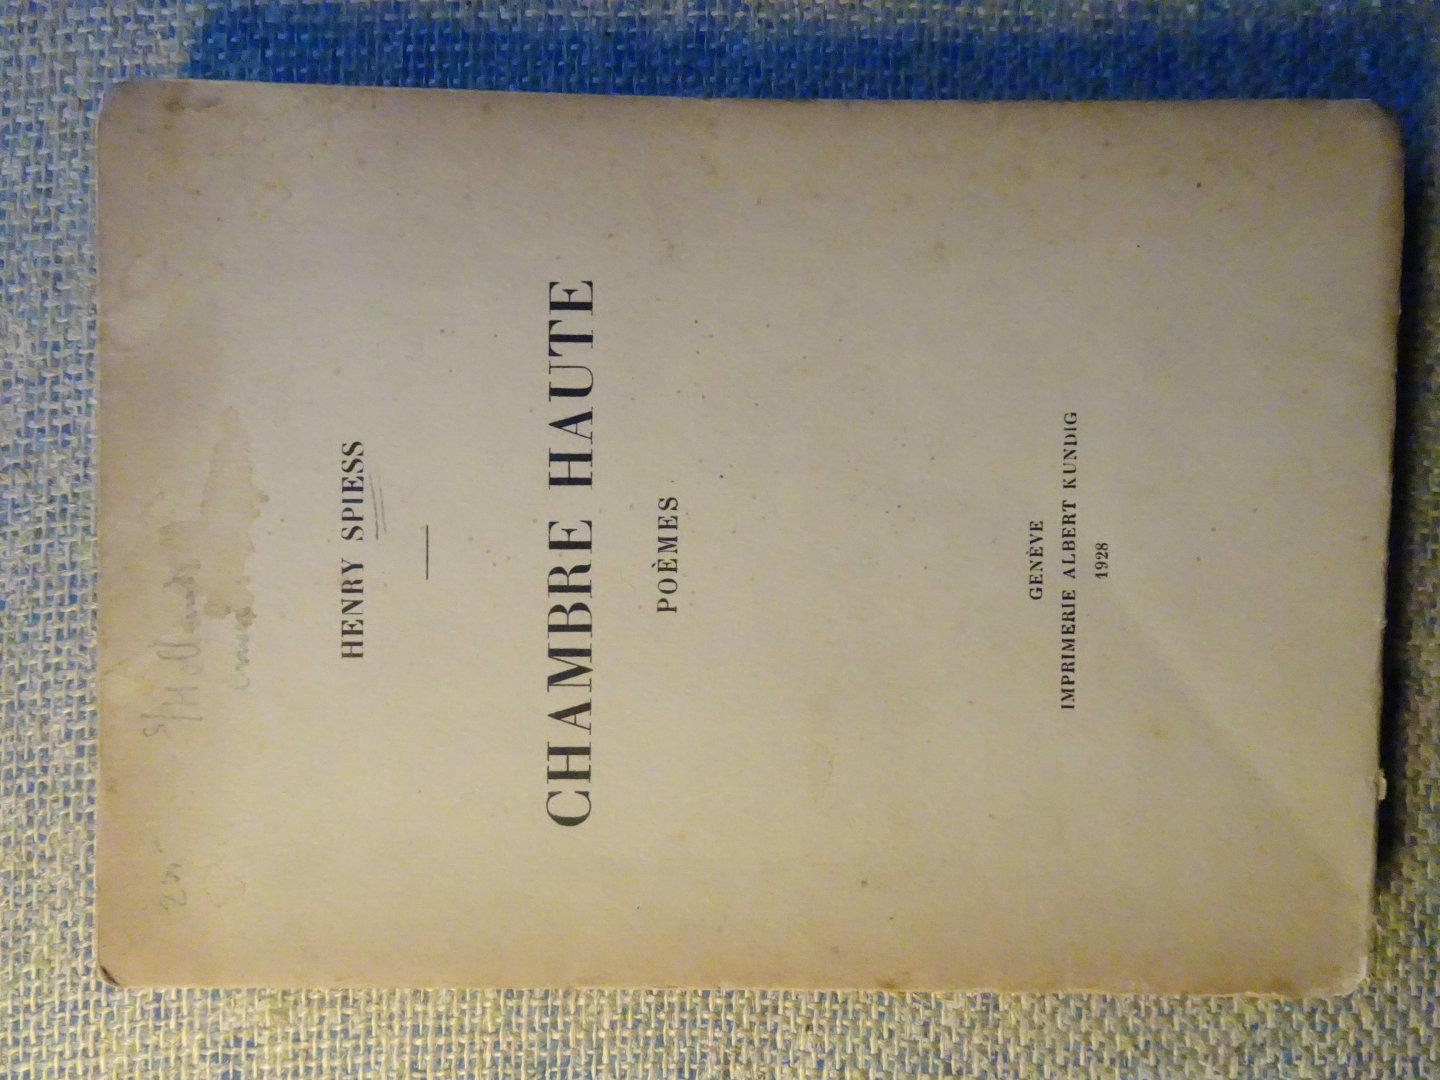 HENRY SPIESS
CHAMBRE HAUTE
POÈMES
GENÈVE
IMPRIMERIE ALBERT KUNDIG
1928